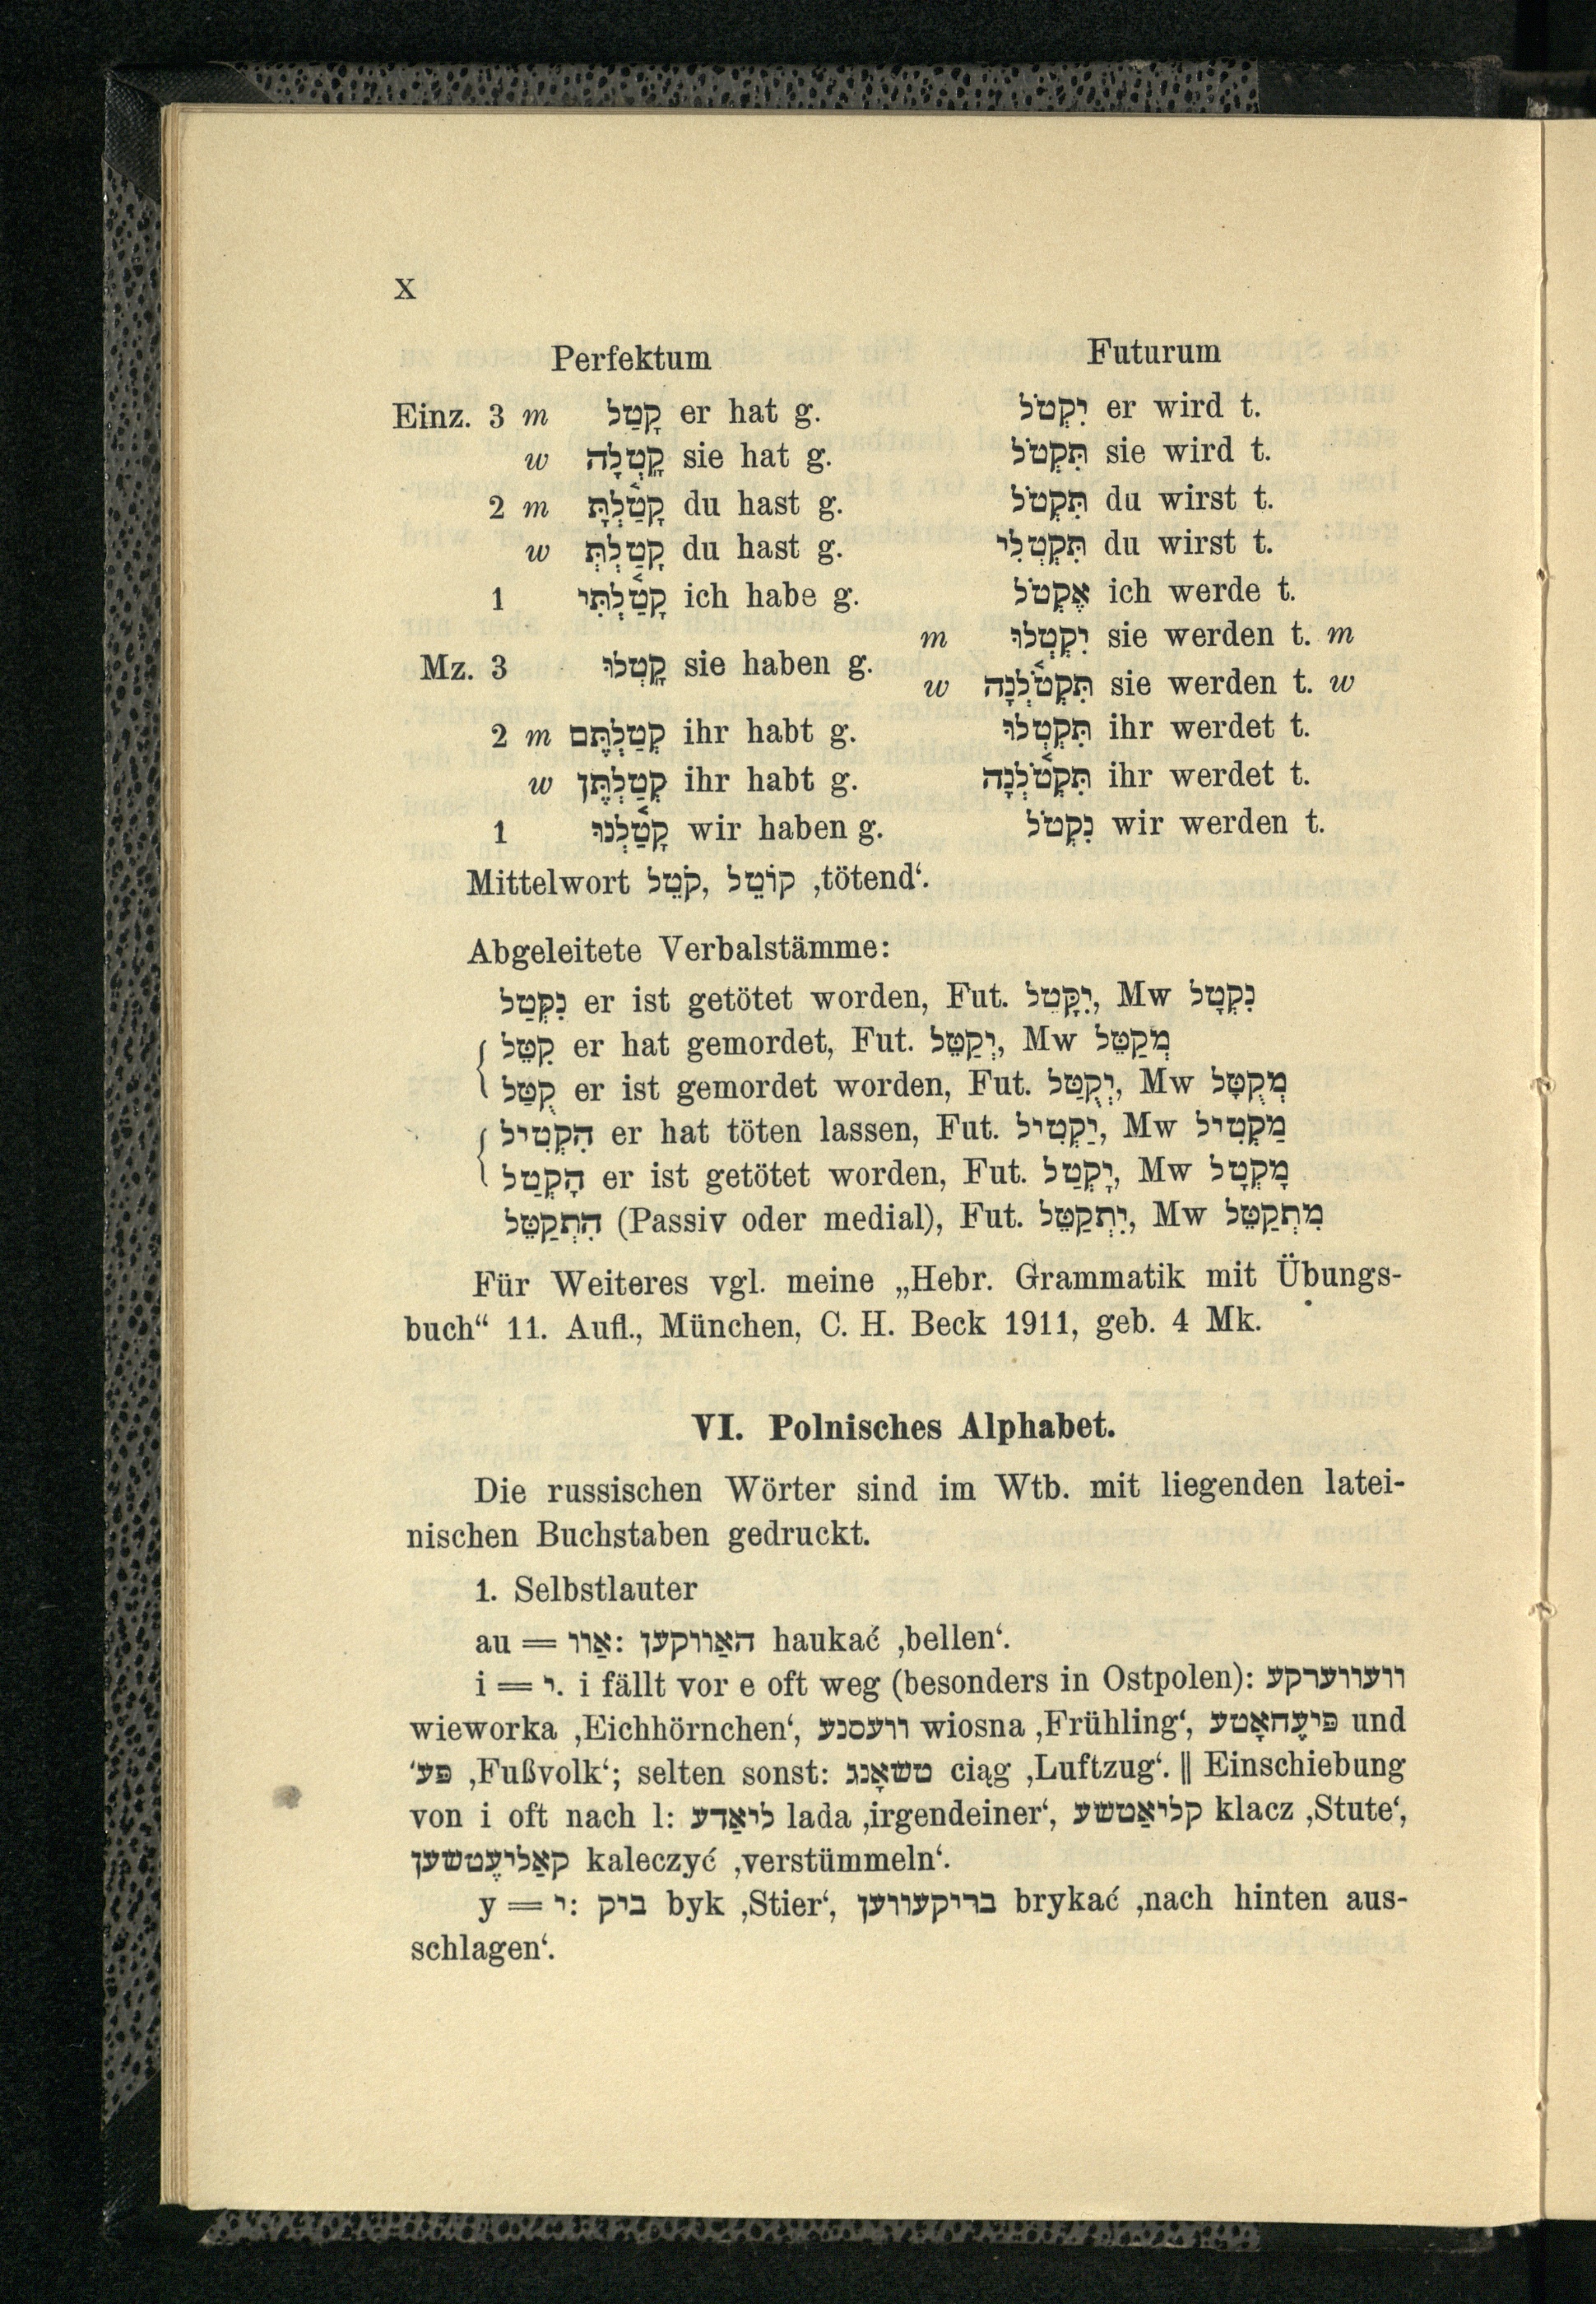 X
Perfektum Futurum
Einz. 3 m קָטַל er hat g. יִקְטֹל er wird t.
w קָֽטְלָה sie hat g. תִּקְטֹל sie wird t.
2 m קָטַ֫לְתָּ du hast g. תִּקְטֹל du wirst t.
w קָטַלְתְּ du hast g. תִּקְטְלִי du wirst t.
1 קָטַ֫לְתִּי ich habe g. אֶקְטֹל ich werde t.
m יִקְטְלוּ sie werden t. m
Mz. 3 קָֽטְלוּ sie haben g.
w תִּקְטֹ֫לְנָה sie werden t. w
2 m קְטַלְתֶּם ihr habt g. תִּקְטְלוּ ihr werdet t.
w קְטַלְתֶּן ihr habt g. תִּקְטֹ֫לְנָה ihr werdet t.
1 קָטַ֫לְנוּ wir haben g. נִקְטֹל wir werden t.
Mittelwort קֹטֵל, קוֹטֵל ‚tötend‘.
Abgeleitete Verbalstämme:
נִקְטַל er ist getötet worden, Fut. יִקָּטֵל, Mw נִקְטָל
קִטֵּל er hat gemordet, Fut. יְקַטֵּל, Mw מְקַטֵּל
קֻטַּל er ist gemordet worden, Fut. יְקֻטַּל, Mw מְקֻטָּל
הִקְטִיל er hat töten lassen, Fut. יַקְטִיל, Mw מַקְטִיל
הָקְטַל er ist getötet worden, Fut. יָקְטַל, Mw מָקְטָל
הִתְקַטֵּל (Passiv oder medial), Fut. יִתְקַטֵּל, Mw מִתְקַטֵּל
Für Weiteres vgl. meine „Hebr. Grammatik mit Übungs-
buch“ 11. Aufl., München, C. H. Beck 1911, geb. 4 Mk.
VI. Polnisches Alphabet.
Die russischen Wörter sind im Wtb. mit liegenden latei-
nischen Buchstaben gedruckt.
1. Selbstlauter
au = אַוו: האַווקען haukać ‚bellen‘.
i = י. i fällt vor e oft weg (besonders in Ostpolen): וועווערקע
wieworka ‚Eichhörnchen‘, וועסנע wiosna ‚Frühling‘, פּיעֶחאָטע und
פּע׳ ‚Fußvolk‘; selten sonst: טשאָנג ciąg ‚Luftzug‘. || Einschiebung
von i oft nach l: ליאַדע lada ‚irgendeiner‘, קליאַטשע klacz ‚Stute‘,
קאַליעֶטשען kaleczyć ‚verstümmeln‘.
y = י: ביק byk ‚Stier‘, בריקעווען brykać ‚nach hinten aus-
schlagen‘.